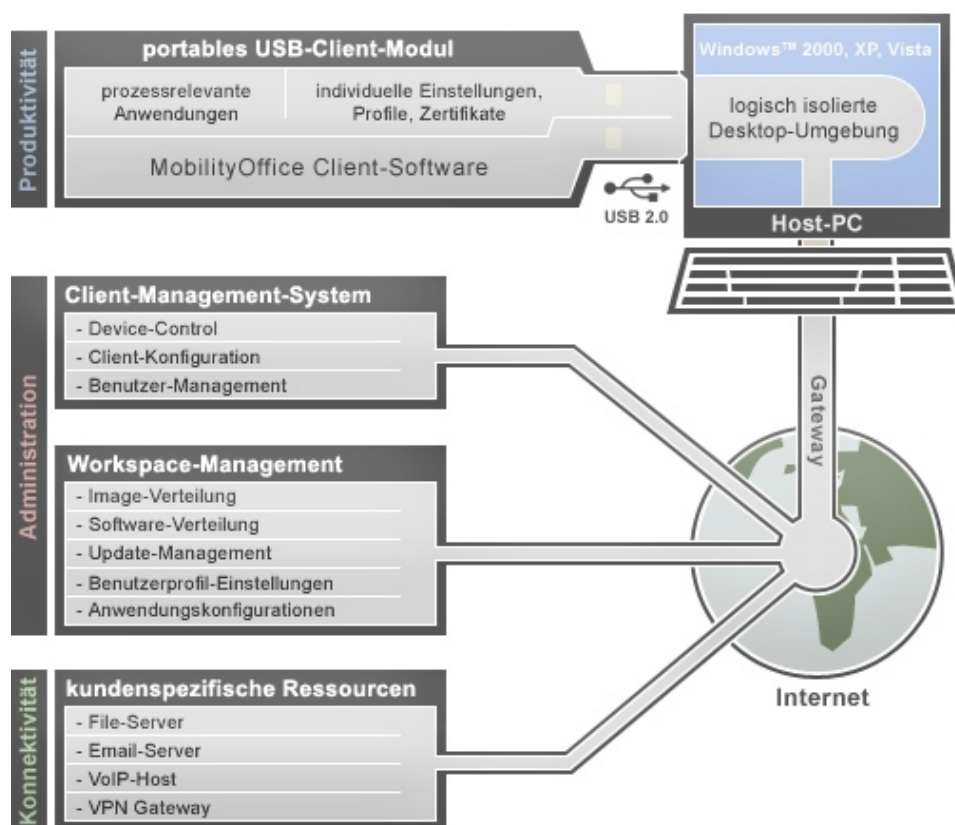 Produktivität
portables USB-Client-Modul
prozessrelevante
Anwendungen
individuelle Einstellungen,
Profile, Zertifikate
MobilityOffice Client-Software
USB 2.0
Windows™ 2000, XP, Vista
logisch isolierte
Desktop-Umgebung
Host-PC
Administration
Client-Management-System
- Device-Control
- Client-Konfiguration
- Benutzer-Management
Workspace-Management
- Image-Verteilung
- Software-Verteilung
- Update-Management
- Benutzerprofil-Einstellungen
- Anwendungskonfigurationen
Gateway
Internet
Konnektivität
kundenspezifische Ressourcen
- File-Server
- Email-Server
- VoIP-Host
- VPN Gateway